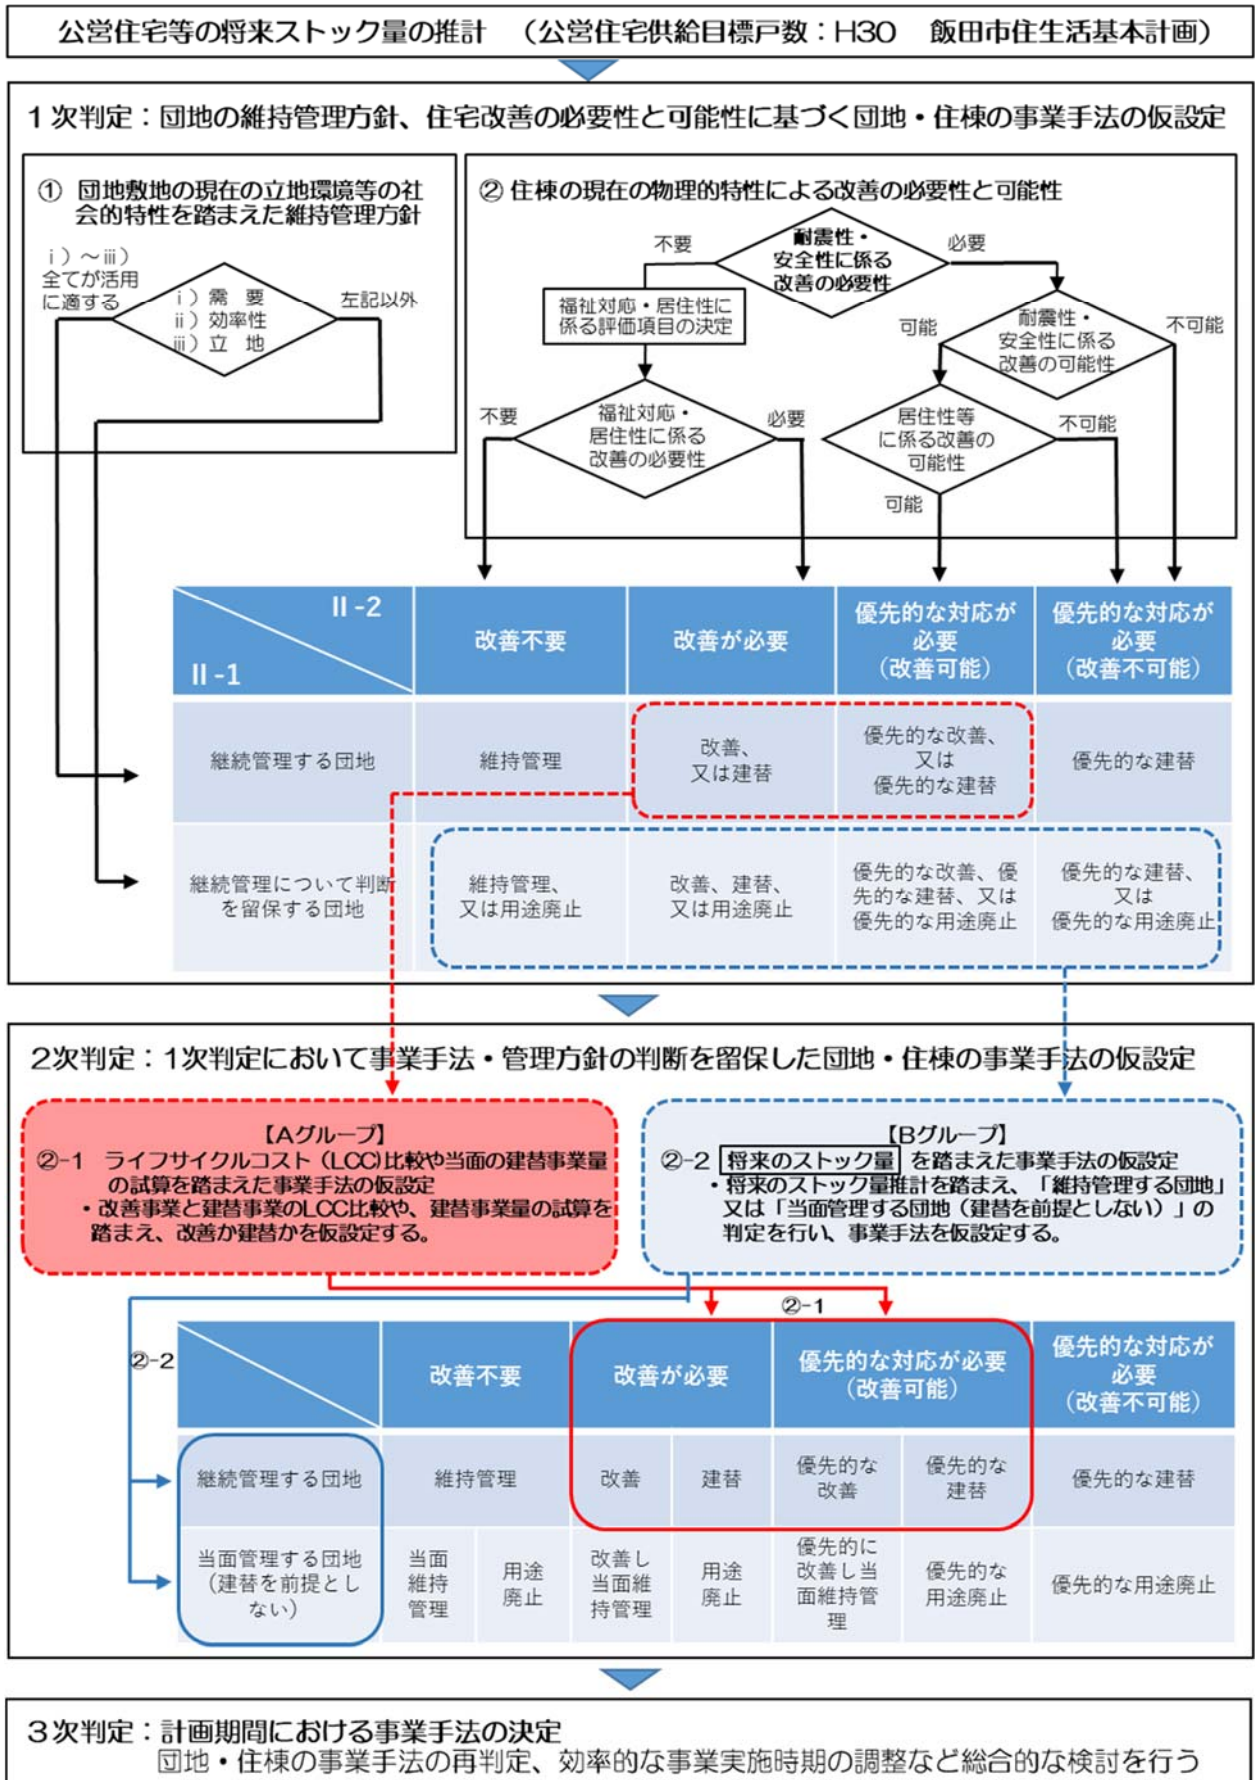 公営住宅等の将来ストック量の推計　（公営住宅供給目標戸数：H30　飯田市住生活基本計画）
１次判定：団地の維持管理方針、住宅改善の必要性と可能性に基づく団地・住棟の事業手法の仮設定
①　団地敷地の現在の立地環境等の社
会的特性を踏まえた維持管理方針
ⅰ）～ⅲ）
全てが活用
に適する
ⅰ）需　要
ⅱ）効率性
ⅲ）立　地
左記以外
② 住棟の現在の物理的特性による改善の必要性と可能性
不要
耐震性・
安全性に係る
改善の必要性
必要
福祉対応・居住性に
係る評価項目の決定
可能
耐震性・
安全性に係る
改善の可能性
不可能
不要
福祉対応・
居住性に係る
改善の必要性
必要
居住性等
に係る改善の
可能性
不可能
可能
Ⅱ-2
Ⅱ-1
改善不要
改善が必要
優先的な対応が
必要
（改善可能）
優先的な対応が
必要
（改善不可能）
継続管理する団地
維持管理
改善、
又は建替
優先的な改善、
又は
優先的な建替
優先的な建替
継続管理について判断
を留保する団地
維持管理、
又は用途廃止
改善、建替、
又は用途廃止
優先的な改善、優
先的な建替、又は
優先的な用途廃止
優先的な建替、
又は
優先的な用途廃止
２次判定：１次判定において事業手法・管理方針の判断を留保した団地・住棟の事業手法の仮設定
【Aグループ】
②-1　ライフサイクルコスト（LCC)比較や当面の建替事業量
の試算を踏まえた事業手法の仮設定
・改善事業と建替事業のLCC比較や、建替事業量の試算を
踏まえ、改善か建替かを仮設定する。
【Bグループ】
②-2 将来のストック量 を踏まえた事業手法の仮設定
・将来のストック量推計を踏まえ、「維持管理する団地」
又は「当面管理する団地（建替を前提としない）」の
判定を行い、事業手法を仮設定する。
②-1
②-2
改善不要
改善が必要
優先的な対応が必要
（改善可能）
優先的な対応が
必要
（改善不可能）
継続管理する団地
維持管理
改善
建替
優先的な
改善
優先的な
建替
優先的な建替
当面管理する団地
（建替を前提とし
ない）
当面
維持
管理
用途
廃止
改善し
当面維
持管理
用途
廃止
優先的に
改善し当
面維持管
理
優先的な
用途廃止
優先的な用途廃止
３次判定：計画期間における事業手法の決定
団地・住棟の事業手法の再判定、効率的な事業実施時期の調整など総合的な検討を行う